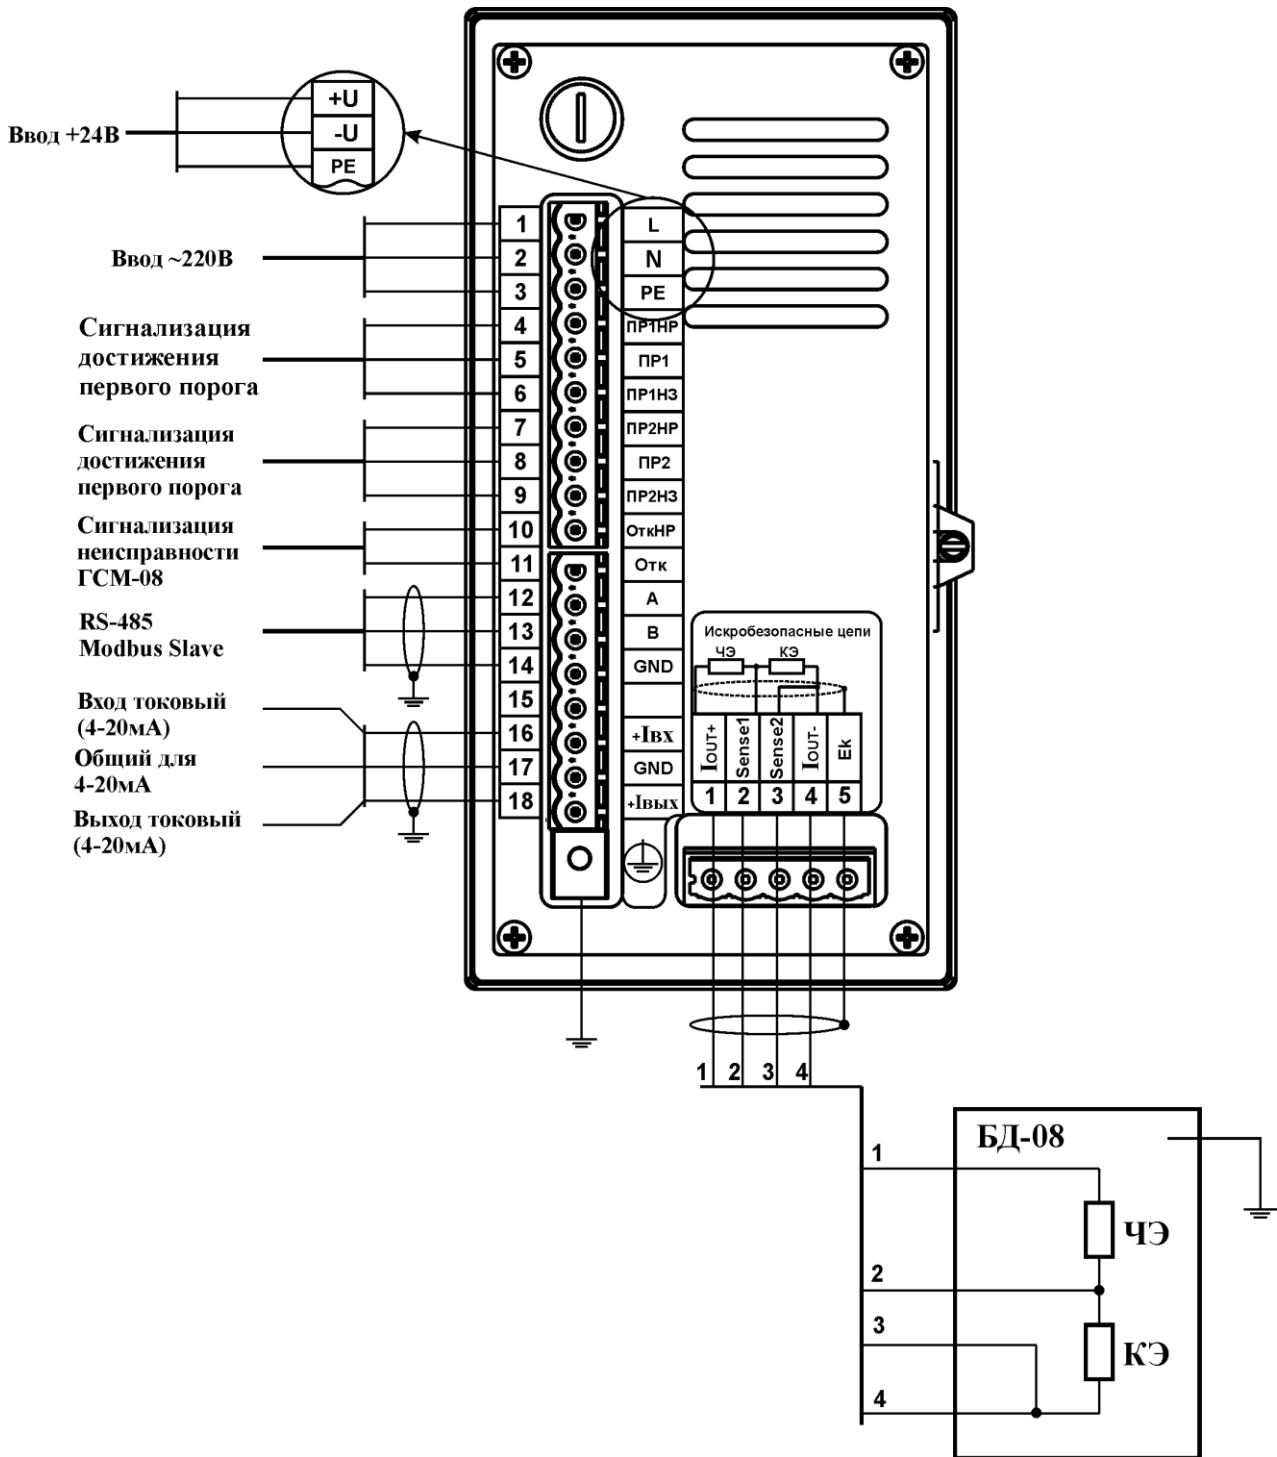 +U
-U
PE
Ввод +24В
1
2
3
4
5
6
7
8
9
10
11
12
13
14
15
16
17
18
L
N
PE
ПР1НР
ПР1
ПР1НЗ
ПР2НР
ПР2
ПР2НЗ
ОткНР
Отк
A
B
GND
+Iвх
GND
+Iвых
Ввод ~220В
Сигнализация
достижения
первого порога
Сигнализация
достижения
первого порога
Сигнализация
неисправности
ГСМ-08
RS-485
Modbus Slave
Вход токовый
(4-20мА)
Общий для
4-20мА
Выход токовый
(4-20мА)
Искробезопасные цепи
ЧЭ КЭ
IOUT+
Sense1
Sense2
IOUT-
Ek
1 2 3 4 5
1 2 3 4
БД-08
1
ЧЭ
2
3
КЭ
4